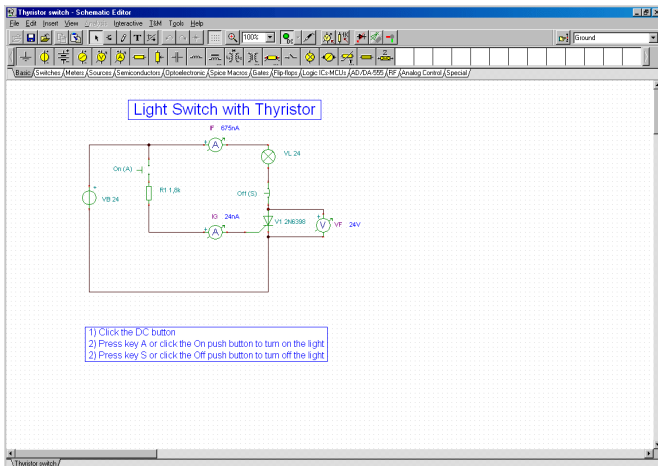 Thyristor switch - Schematic Editor
File Edit Insert View Analysis Interactive T&M Tools Help
100%
DC
Ground
Basic Switches Meters Sources Semiconductors Optoelectronic Spice Macros Gates Flip-flops Logic ICs-MCUs AD/DA-555 RF Analog Control Special
Light Switch with Thyristor
IF 675nA
A
VL 24
On (A)
VB 24
R1 1,8k
Off (S)
IG 24nA
A
V1 2N6398
V
VF 24V
1) Click the DC button
2) Press key A or click the On push button to turn on the light
2) Press key S or click the Off push button to turn off the light
Thyristor switch